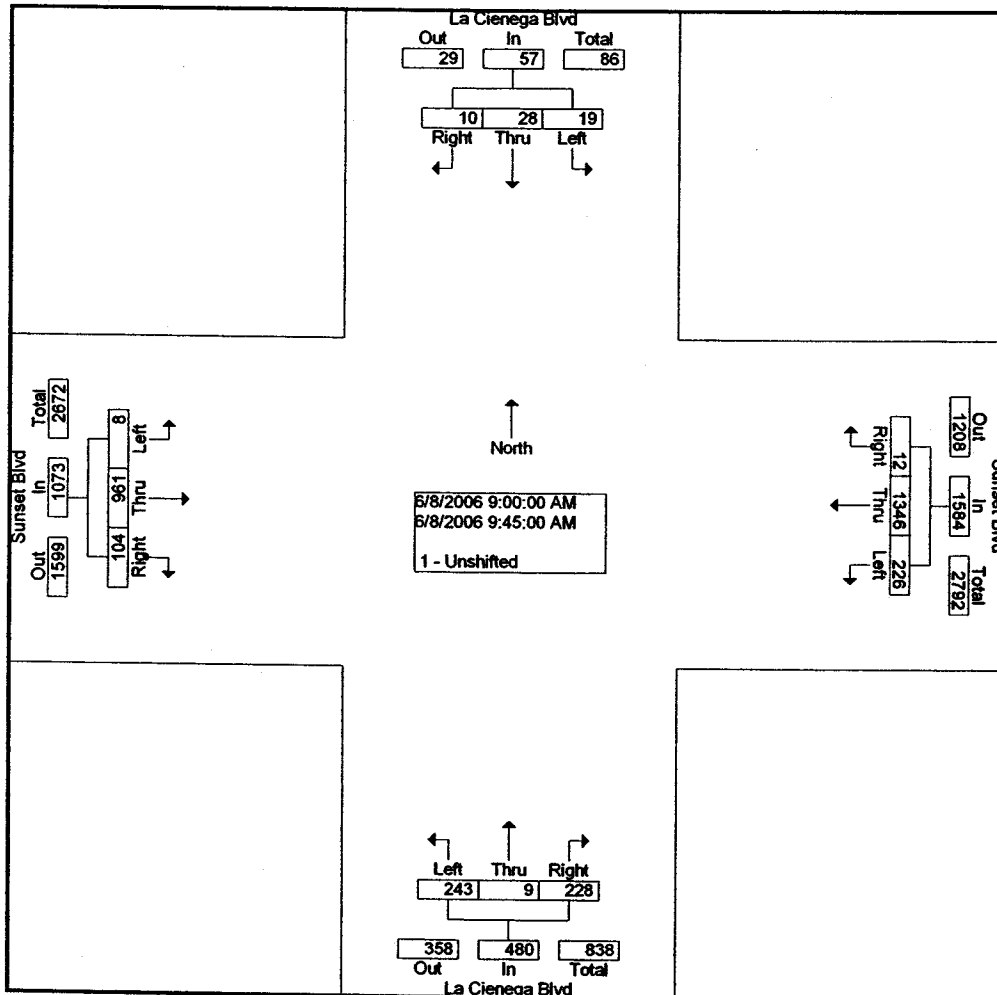 La Cienega Blvd
Out In Total
29 57 86
10 28 19
Right Thru Left
Sunset Blvd
Out In Total
1599 1073 2672
104 961 8
Right Thru Left
North
6/8/2006 9:00:00 AM
6/8/2006 9:45:00 AM
1 - Unshifted
Right Thru Left
12 1346 226
Out In Total
1208 1584 2792
Left Thru Right
243 9 228
358 480 838
Out In Total
La Cienega Blvd